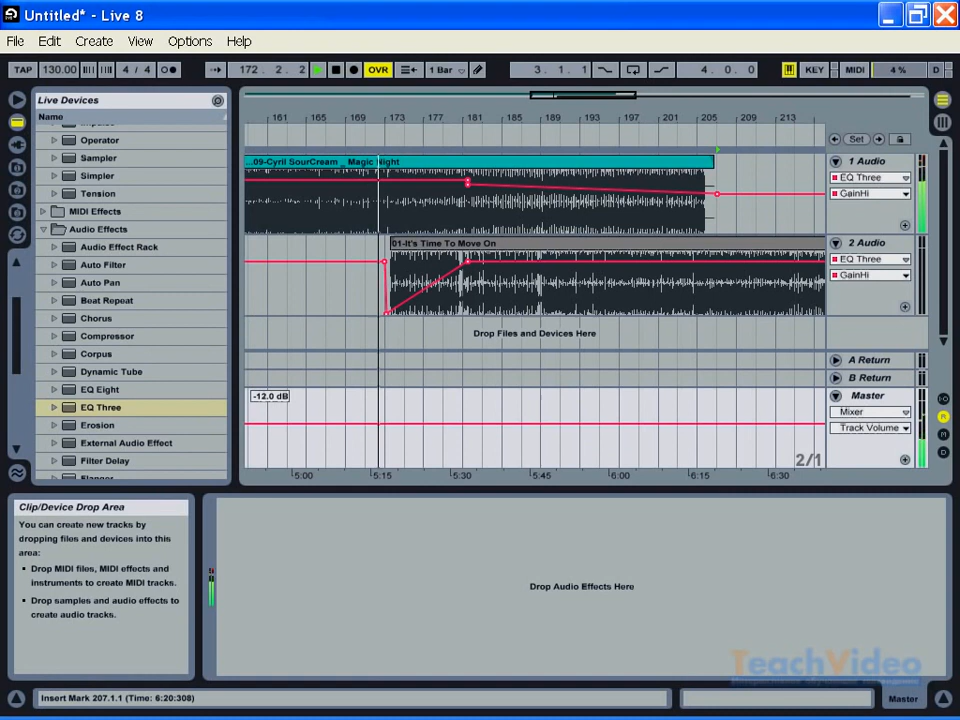 Untitled* - Live 8
File Edit Create View Options Help
TAP 130.00 4 / 4 172 . 2 . 2 OVR 1 Bar 3 . 1 . 1 4 . 0 . 0 KEY MIDI 4 % D
Live Devices
Name
Operator
Sampler
Simpler
Tension
MIDI Effects
Audio Effects
Audio Effect Rack
Auto Filter
Auto Pan
Beat Repeat
Chorus
Compressor
Corpus
Dynamic Tube
EQ Eight
EQ Three
Erosion
External Audio Effect
Filter Delay
161 165 169 173 177 181 185 189 193 197 201 205 209 213
Set
...09-Cyril SourCream _ Magic Night
1 Audio
EQ Three
GainHi
01-It's Time To Move On
2 Audio
EQ Three
GainHi
Drop Files and Devices Here
A Return
B Return
-12.0 dB
Master
Mixer
Track Volume
2/1
5:00 5:15 5:30 5:45 6:00 6:15 6:30
Clip/Device Drop Area
You can create new tracks by
dropping files and devices into this
area:
Drop MIDI files, MIDI effects and
instruments to create MIDI tracks.
Drop samples and audio effects to
create audio tracks.
Drop Audio Effects Here
TeachVideo
Insert Mark 207.1.1 (Time: 6:20:308)
Master